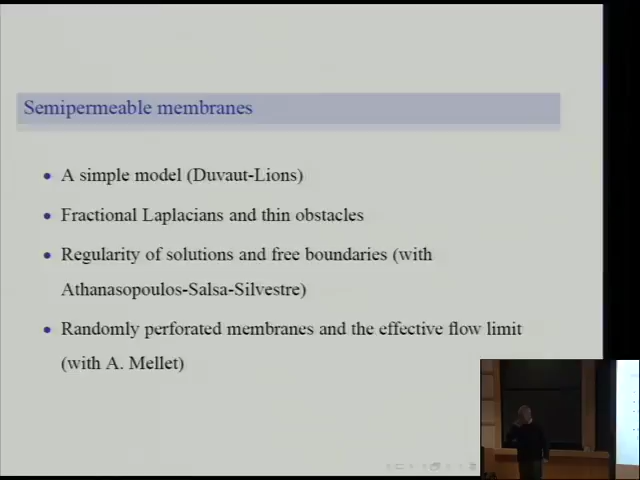 Semipermeable membranes
A simple model (Duvaut-Lions)
Fractional Laplacians and thin obstacles
Regularity of solutions and free boundaries (with
Athanasopoulos-Salsa-Silvestre)
Randomly perforated membranes and the effective flow limit
(with A. Mellet)